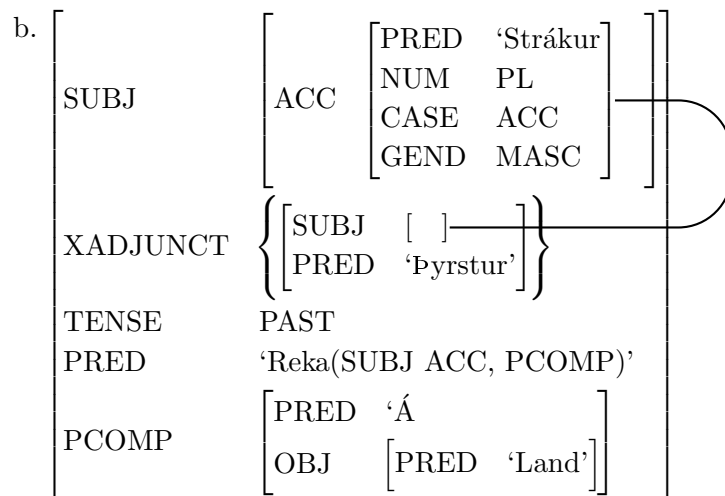 b.
PRED ‘Strákur
SUBJ ACC NUM PL
CASE ACC
GEND MASC
XADJUNCT SUBJ [ ]
PRED ‘Þyrstur’
TENSE PAST
PRED ‘Reka(SUBJ ACC, PCOMP)’
PCOMP PRED ‘Á
OBJ [PRED ‘Land’]